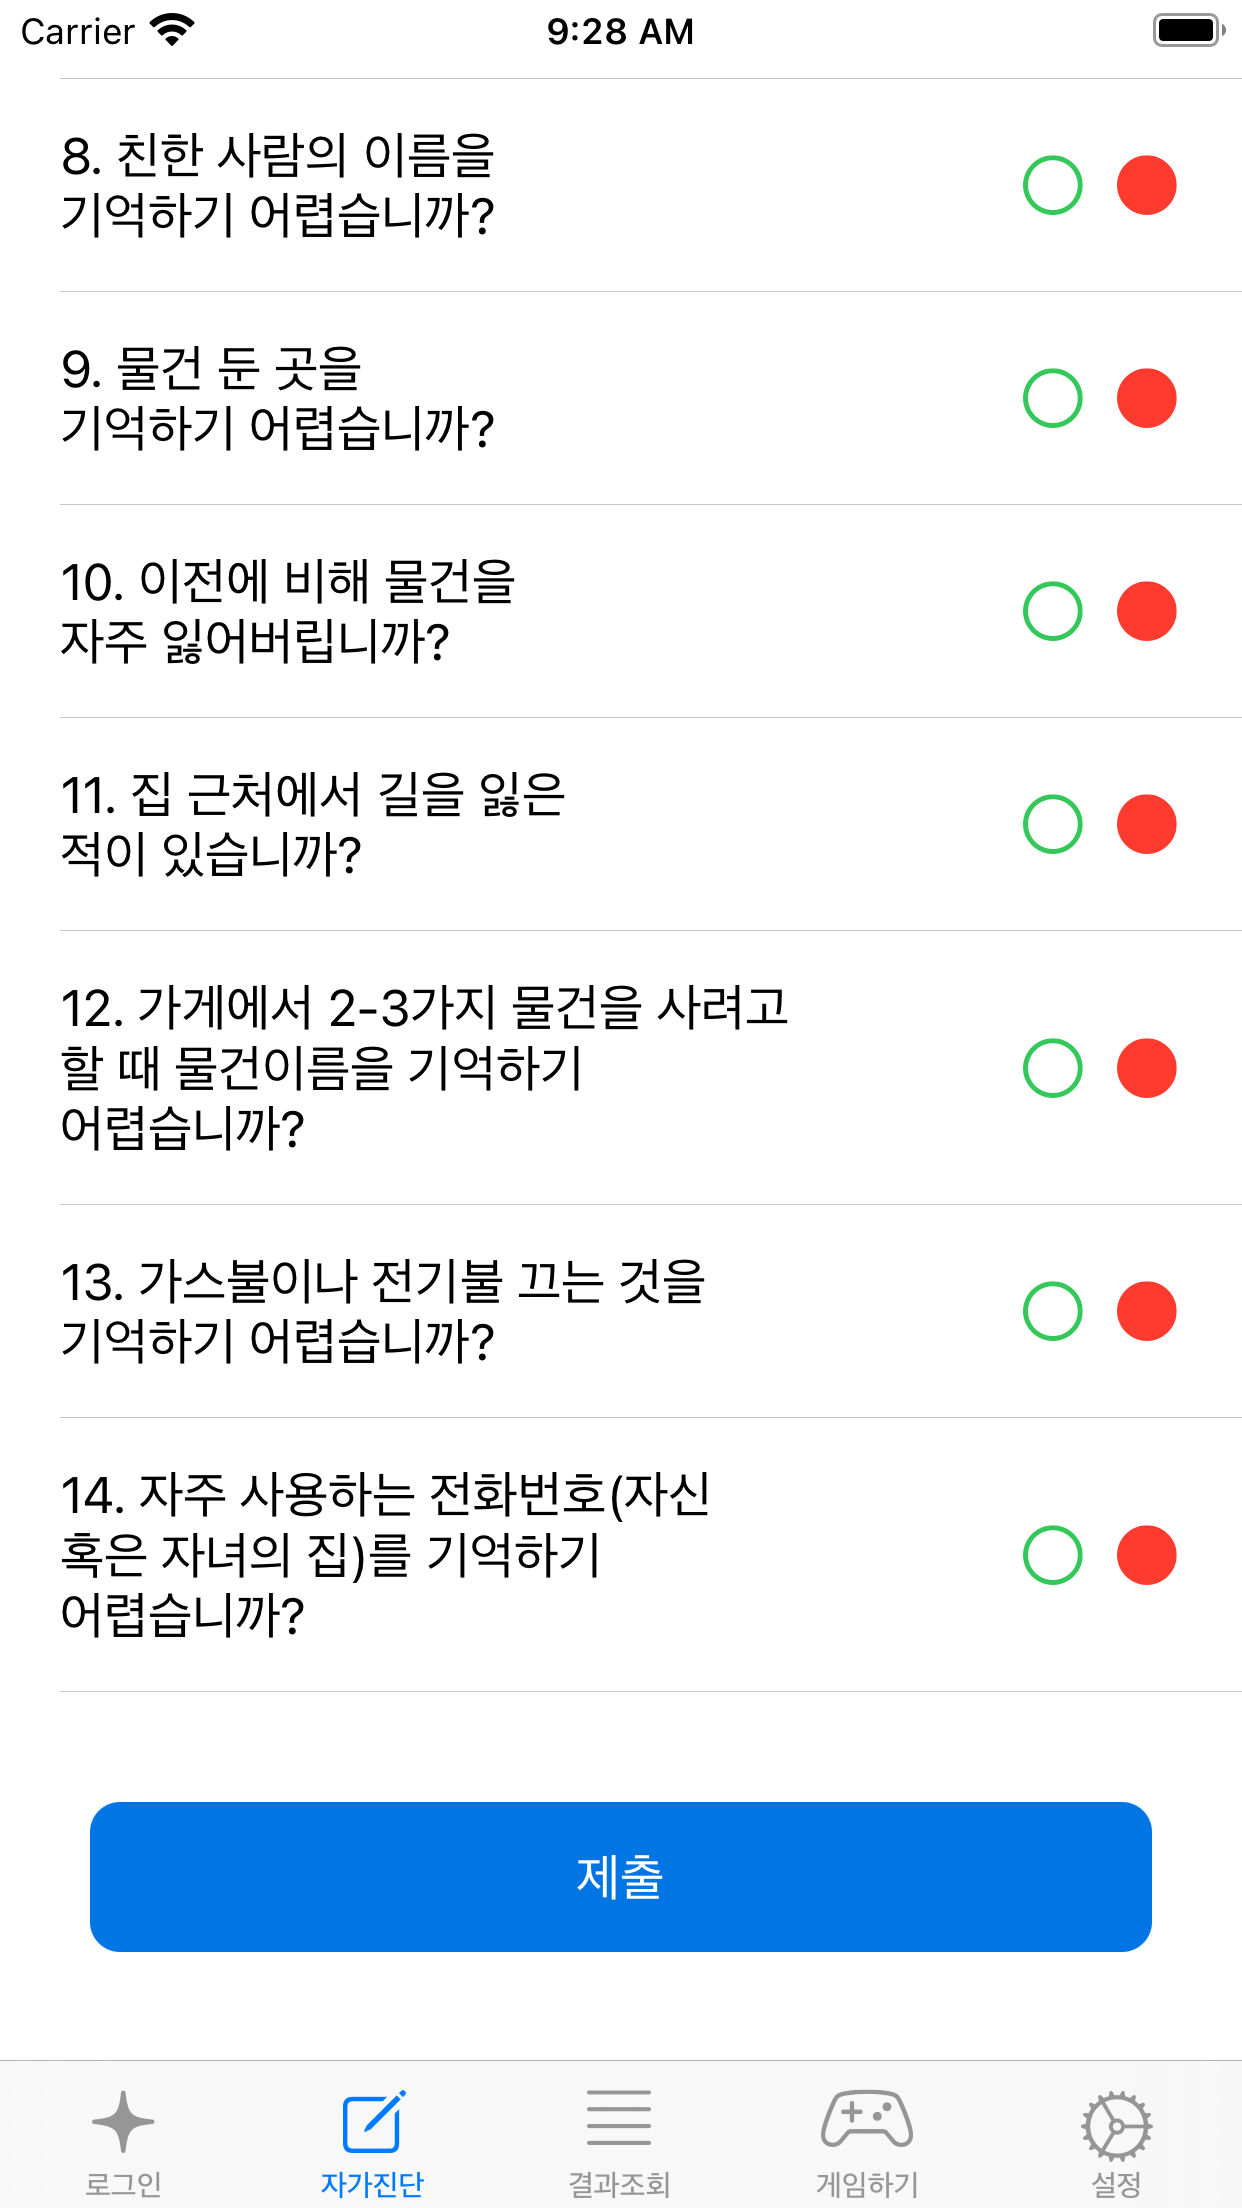 Carrier 9:28 AM
8. 친한 사람의 이름을
기억하기 어렵습니까?
9. 물건 둔 곳을
기억하기 어렵습니까?
10. 이전에 비해 물건을
자주 잃어버립니까?
11. 집 근처에서 길을 잃은
적이 있습니까?
12. 가게에서 2-3가지 물건을 사려고
할 때 물건이름을 기억하기
어렵습니까?
13. 가스불이나 전기불 끄는 것을
기억하기 어렵습니까?
14. 자주 사용하는 전화번호(자신
혹은 자녀의 집)를 기억하기
어렵습니까?
제출
로그인 자가진단 결과조회 게임하기 설정